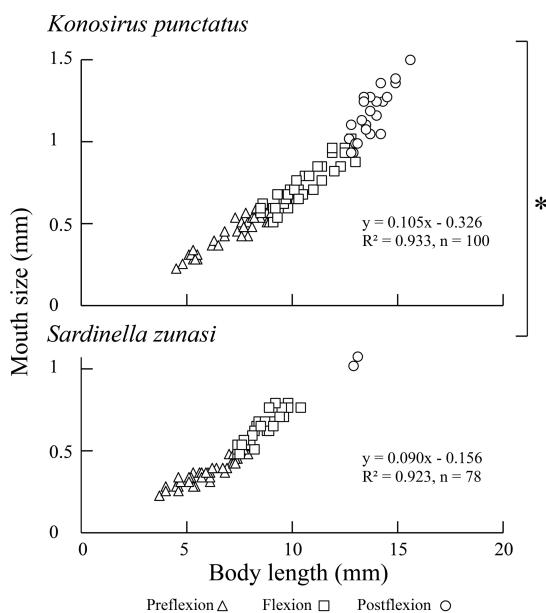 Konosirus punctatus
1.5
1
0.5
0
y = 0.105x - 0.326
R² = 0.933, n = 100
*
Mouth size (mm)
Sardinella zunasi
1
0.5
0
y = 0.090x - 0.156
R² = 0.923, n = 78
0 5 10 15 20
Body length (mm)
Preflexion Flexion Postflexion